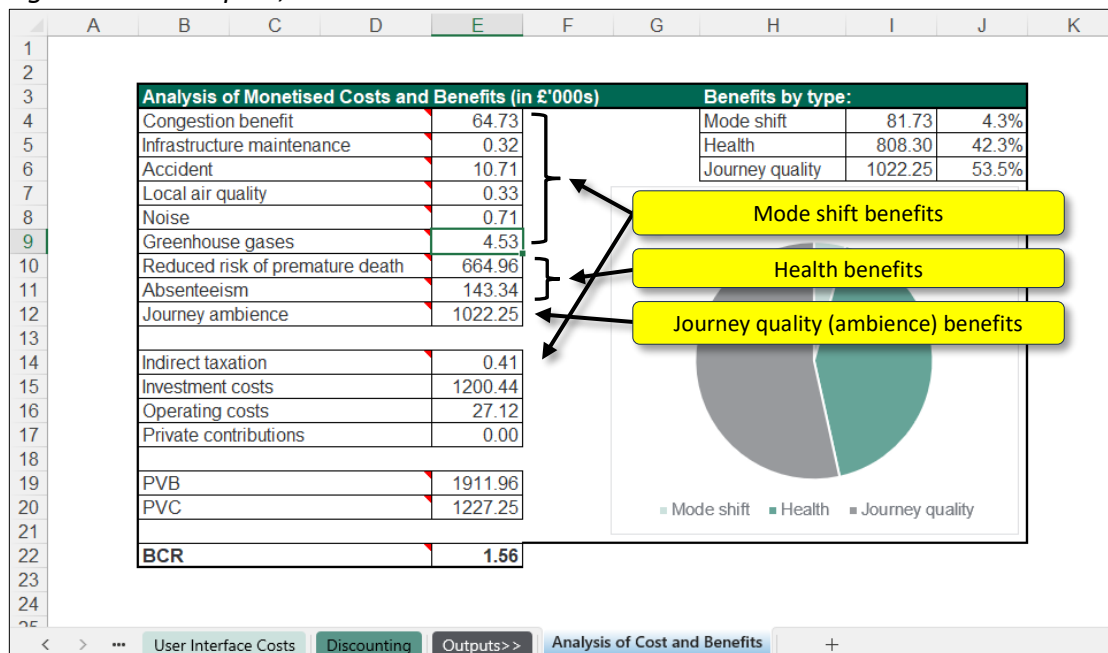 A B C D E F G H I J K
1
2
3 Analysis of Monetised Costs and Benefits (in £'000s) Benefits by type:
4 Congestion benefit 64.73 Mode shift 81.73 4.3%
5 Infrastructure maintenance 0.32 Health 808.30 42.3%
6 Accident 10.71 Journey quality 1022.25 53.5%
7 Local air quality 0.33
8 Noise 0.71 Mode shift benefits
9 Greenhouse gases 4.53
10 Reduced risk of premature death 664.96 Health benefits
11 Absenteeism 143.34
12 Journey ambience 1022.25 Journey quality (ambience) benefits
13
14 Indirect taxation 0.41
15 Investment costs 1200.44
16 Operating costs 27.12
17 Private contributions 0.00
18
19 PVB 1911.96
20 PVC 1227.25 Mode shift Health Journey quality
21
22 BCR 1.56
23
24
User Interface Costs Discounting Outputs>> Analysis of Cost and Benefits +